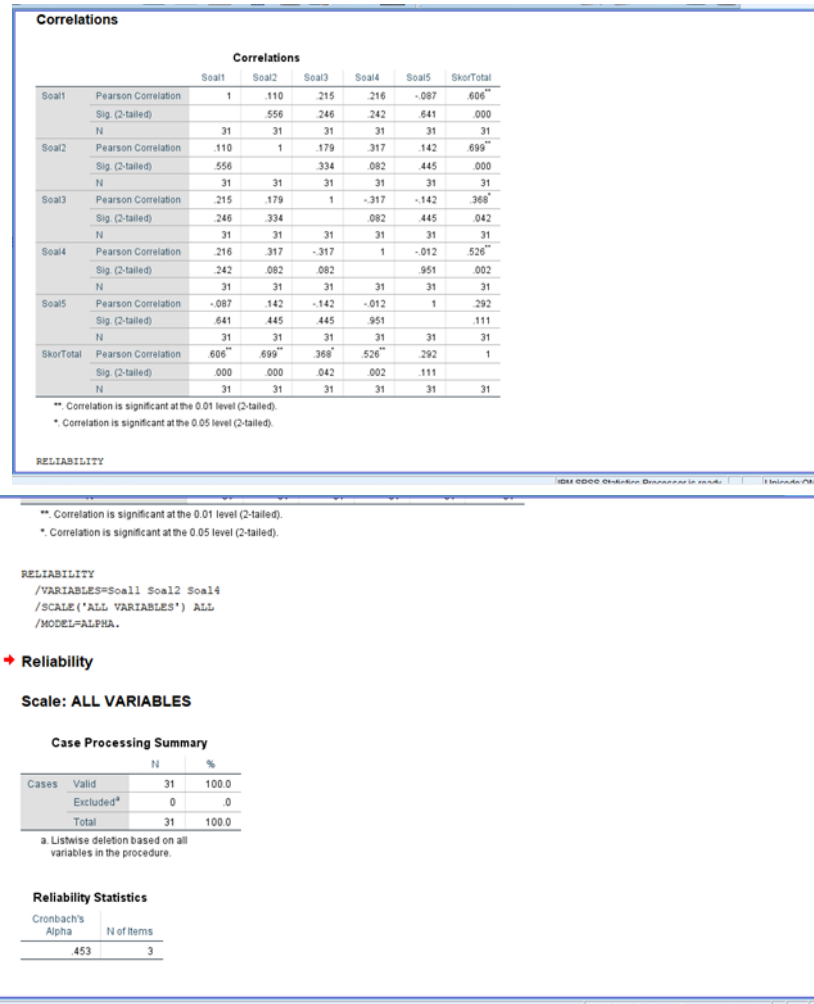 Correlations
Correlations
Soal1 Soal2 Soal3 Soal4 Soal5 SkorTotal
Soal1 Pearson Correlation 1 .110 .215 .216 -.087 .606**
Sig. (2-tailed) .556 .246 .242 .641 .000
N 31 31 31 31 31 31
Soal2 Pearson Correlation .110 1 .179 .317 .142 .699**
Sig. (2-tailed) .556 .334 .082 .445 .000
N 31 31 31 31 31 31
Soal3 Pearson Correlation .215 .179 1 -.317 -.142 .368*
Sig. (2-tailed) .246 .334 .082 .445 .042
N 31 31 31 31 31 31
Soal4 Pearson Correlation .216 .317 -.317 1 -.012 .526**
Sig. (2-tailed) .242 .082 .082 .951 .002
N 31 31 31 31 31 31
Soal5 Pearson Correlation -.087 .142 -.142 -.012 1 .292
Sig. (2-tailed) .641 .445 .445 .951 .111
N 31 31 31 31 31 31
SkorTotal Pearson Correlation .606** .699** .368* .526** .292 1
Sig. (2-tailed) .000 .000 .042 .002 .111
N 31 31 31 31 31 31
**. Correlation is significant at the 0.01 level (2-tailed).
*. Correlation is significant at the 0.05 level (2-tailed).
RELIABILITY
IBM SPSS Statistics Processor is ready Unicode:ON
**. Correlation is significant at the 0.01 level (2-tailed).
*. Correlation is significant at the 0.05 level (2-tailed).
RELIABILITY
/VARIABLES=Soal1 Soal2 Soal4
/SCALE('ALL VARIABLES') ALL
/MODEL=ALPHA.
Reliability
Scale: ALL VARIABLES
Case Processing Summary
N %
Cases Valid 31 100.0
Excludedᵃ 0 .0
Total 31 100.0
a. Listwise deletion based on all
variables in the procedure.
Reliability Statistics
Cronbach's
Alpha N of Items
.453 3